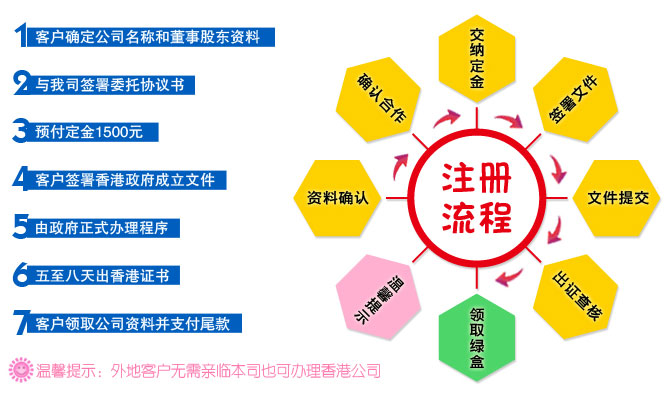 1 客户确定公司名称和董事股东资料
2 与我司签署委托协议书
3 预付定金1500元
4 客户签署香港政府成立文件
5 由政府正式办理程序
6 五至八天出香港证书
7 客户领取公司资料并支付尾款
温馨提示：外地客户无需亲临本司也可办理香港公司
注册
流程
资料确认
确认合作
交纳定金
签署文件
文件提交
出证查核
领取绿盒
温馨提示